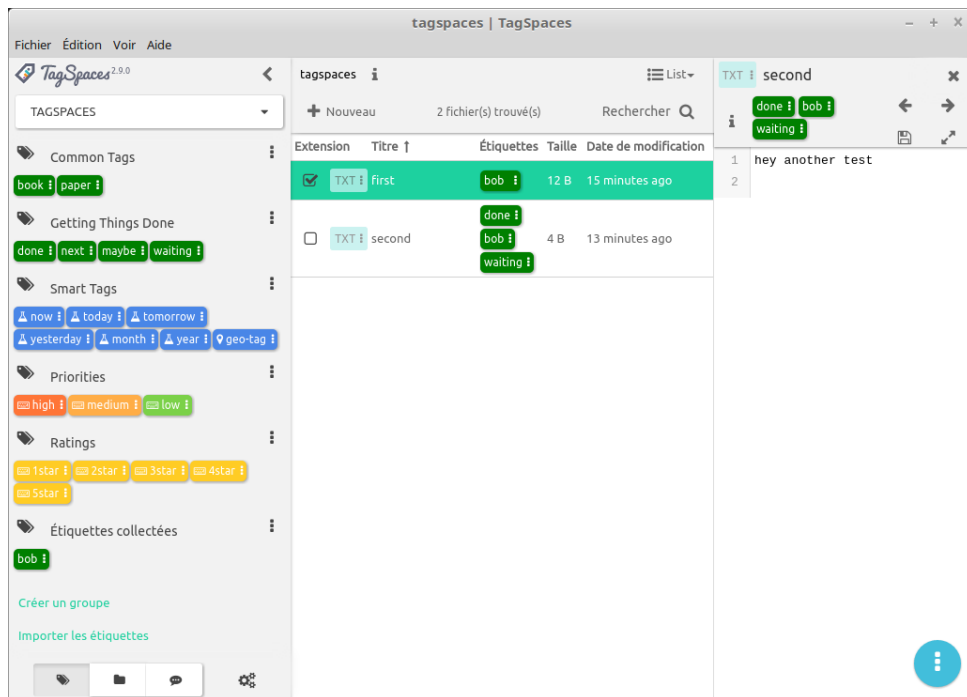 tagspaces | TagSpaces
Fichier Édition Voir Aide
TagSpaces 2.9.0
TAGSPACES
Common Tags
book paper
Getting Things Done
done next maybe waiting
Smart Tags
now today tomorrow
yesterday month year geo-tag
Priorities
high medium low
Ratings
1star 2star 3star 4star
5star
Étiquettes collectées
bob
Créer un groupe
Importer les étiquettes
tagspaces List
Nouveau 2 fichier(s) trouvé(s) Rechercher
Extension Titre ↑ Étiquettes Taille Date de modification
TXT first bob 12 B 15 minutes ago
done
TXT second bob 4 B 13 minutes ago
waiting
TXT second
done bob
waiting
1 hey another test
2